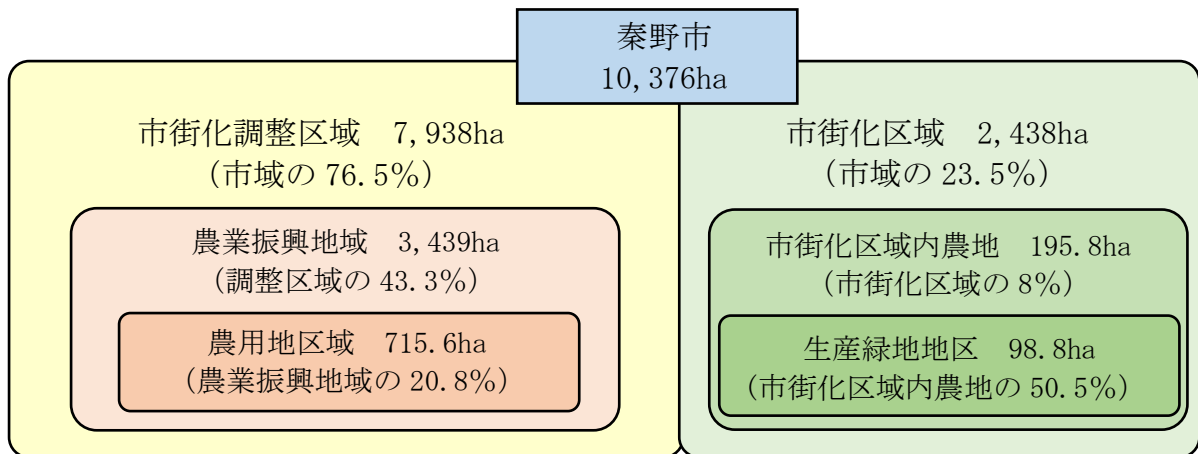 秦野市
10,376ha
市街化調整区域　7,938ha
（市域の 76.5％）
農業振興地域　3,439ha
（調整区域の 43.3％）
農用地区域　715.6ha
（農業振興地域の 20.8％）
市街化区域　2,438ha
（市域の 23.5％）
市街化区域内農地　195.8ha
（市街化区域の 8％）
生産緑地地区　98.8ha
（市街化区域内農地の 50.5％）